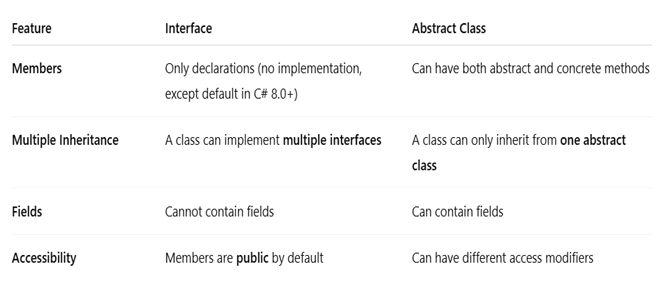 Feature Interface Abstract Class
Members Only declarations (no implementation, Can have both abstract and concrete methods
except default in C# 8.0+)
Multiple Inheritance A class can implement multiple interfaces A class can only inherit from one abstract
class
Fields Cannot contain fields Can contain fields
Accessibility Members are public by default Can have different access modifiers